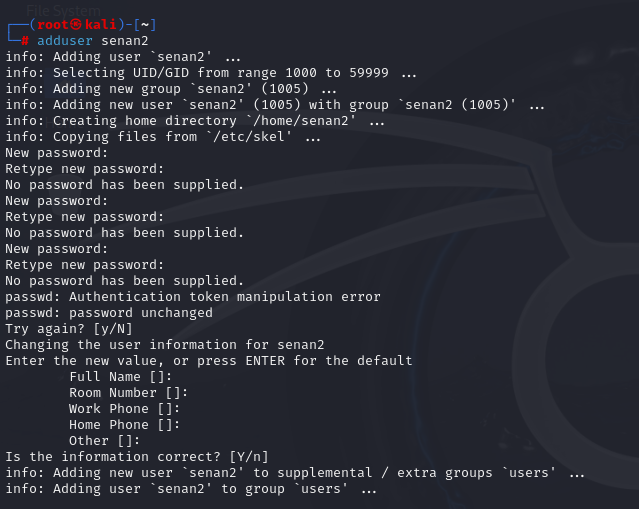 File System
┌──(root㉿kali)-[~]
└─# adduser senan2
info: Adding user `senan2' ...
info: Selecting UID/GID from range 1000 to 59999 ...
info: Adding new group `senan2' (1005) ...
info: Adding new user `senan2' (1005) with group `senan2 (1005)' ...
info: Creating home directory `/home/senan2' ...
info: Copying files from `/etc/skel' ...
New password:
Retype new password:
No password has been supplied.
New password:
Retype new password:
No password has been supplied.
New password:
Retype new password:
No password has been supplied.
passwd: Authentication token manipulation error
passwd: password unchanged
Try again? [y/N]
Changing the user information for senan2
Enter the new value, or press ENTER for the default
        Full Name []:
        Room Number []:
        Work Phone []:
        Home Phone []:
        Other []:
Is the information correct? [Y/n]
info: Adding new user `senan2' to supplemental / extra groups `users' ...
info: Adding user `senan2' to group `users' ...